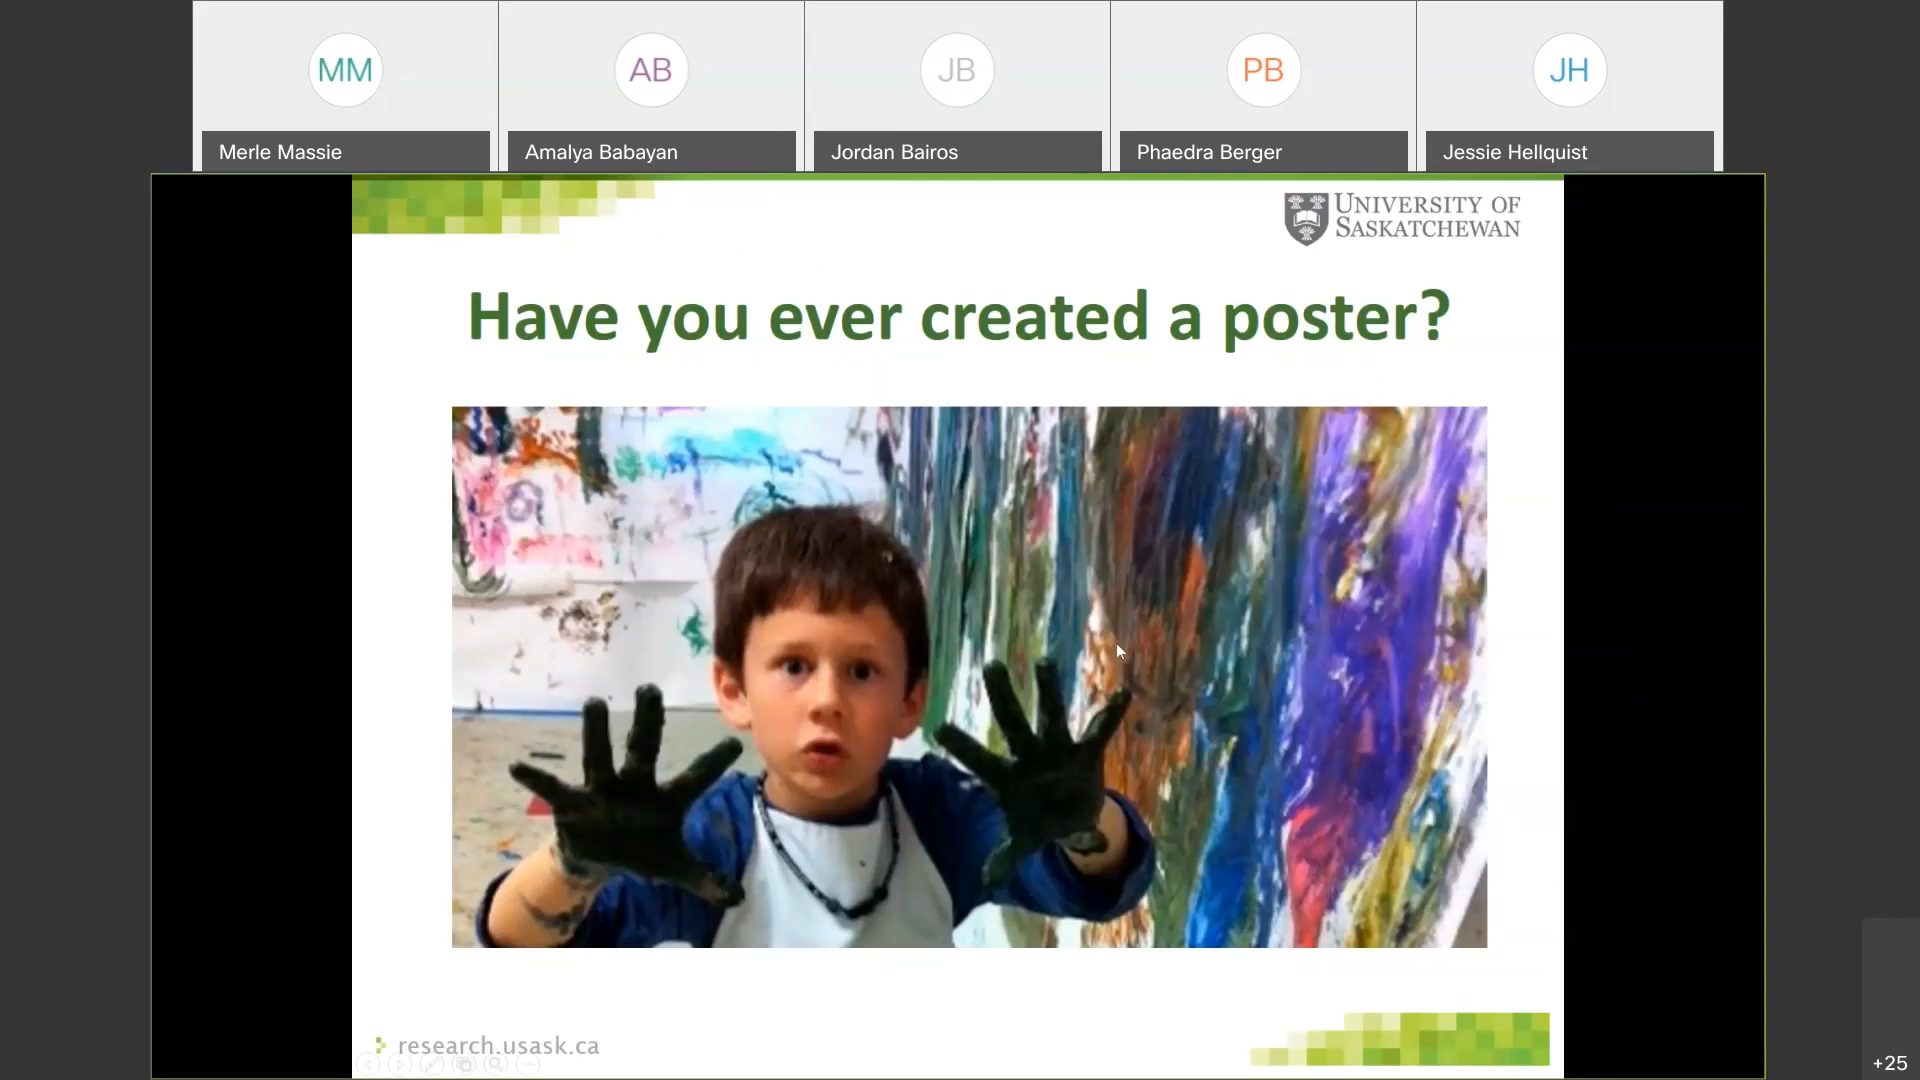 MM
AB
JB
PB
JH
Merle Massie
Amalya Babayan
Jordan Bairos
Phaedra Berger
Jessie Hellquist
UNIVERSITY OF
SASKATCHEWAN
Have you ever created a poster?
research.usask.ca
+25